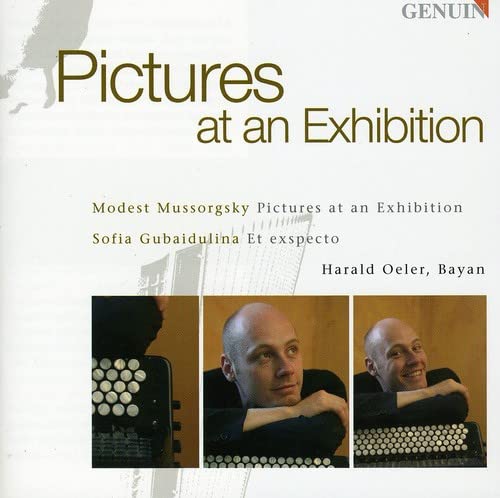 GENUIN
Pictures
at an Exhibition
Modest Mussorgsky Pictures at an Exhibition
Sofia Gubaidulina Et exspecto
Harald Oeler, Bayan